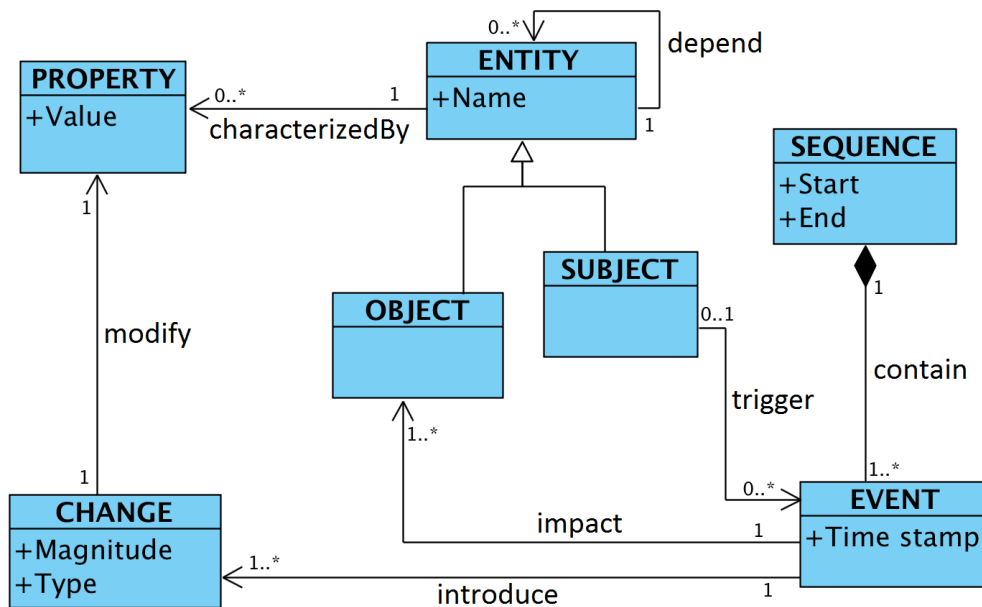 0..*
depend
ENTITY
+Name
1
PROPERTY
+Value
0..*
1
characterizedBy
SEQUENCE
+Start
+End
1
SUBJECT
OBJECT
0..1
1
modify
trigger
contain
1..*
1..*
0..*
1
CHANGE
+Magnitude
+Type
impact
1
EVENT
+Time stamp
1..*
introduce
1